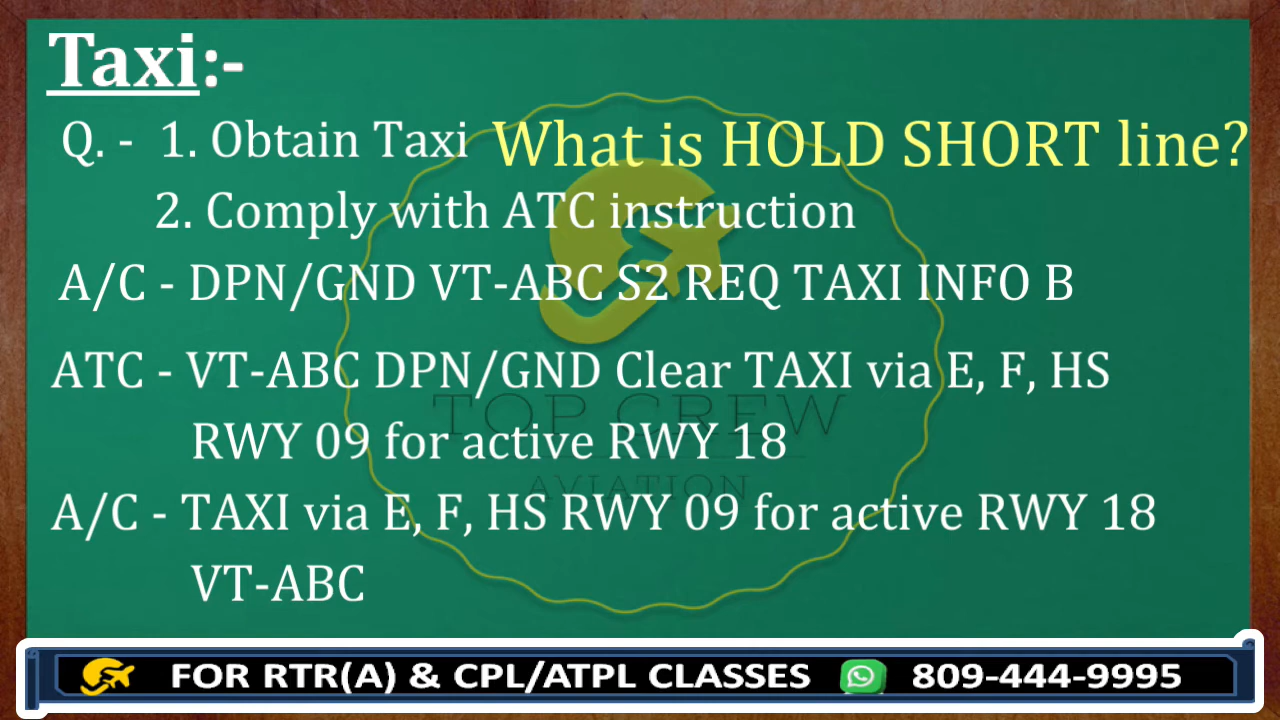 Taxi:-
Q. - 1. Obtain Taxi What is HOLD SHORT line?
2. Comply with ATC instruction
A/C - DPN/GND VT-ABC S2 REQ TAXI INFO B
ATC - VT-ABC DPN/GND Clear TAXI via E, F, HS
TOP CREW
RWY 09 for active RWY 18
AVIATION
A/C - TAXI via E, F, HS RWY 09 for active RWY 18
VT-ABC
FOR RTR(A) & CPL/ATPL CLASSES 809-444-9995